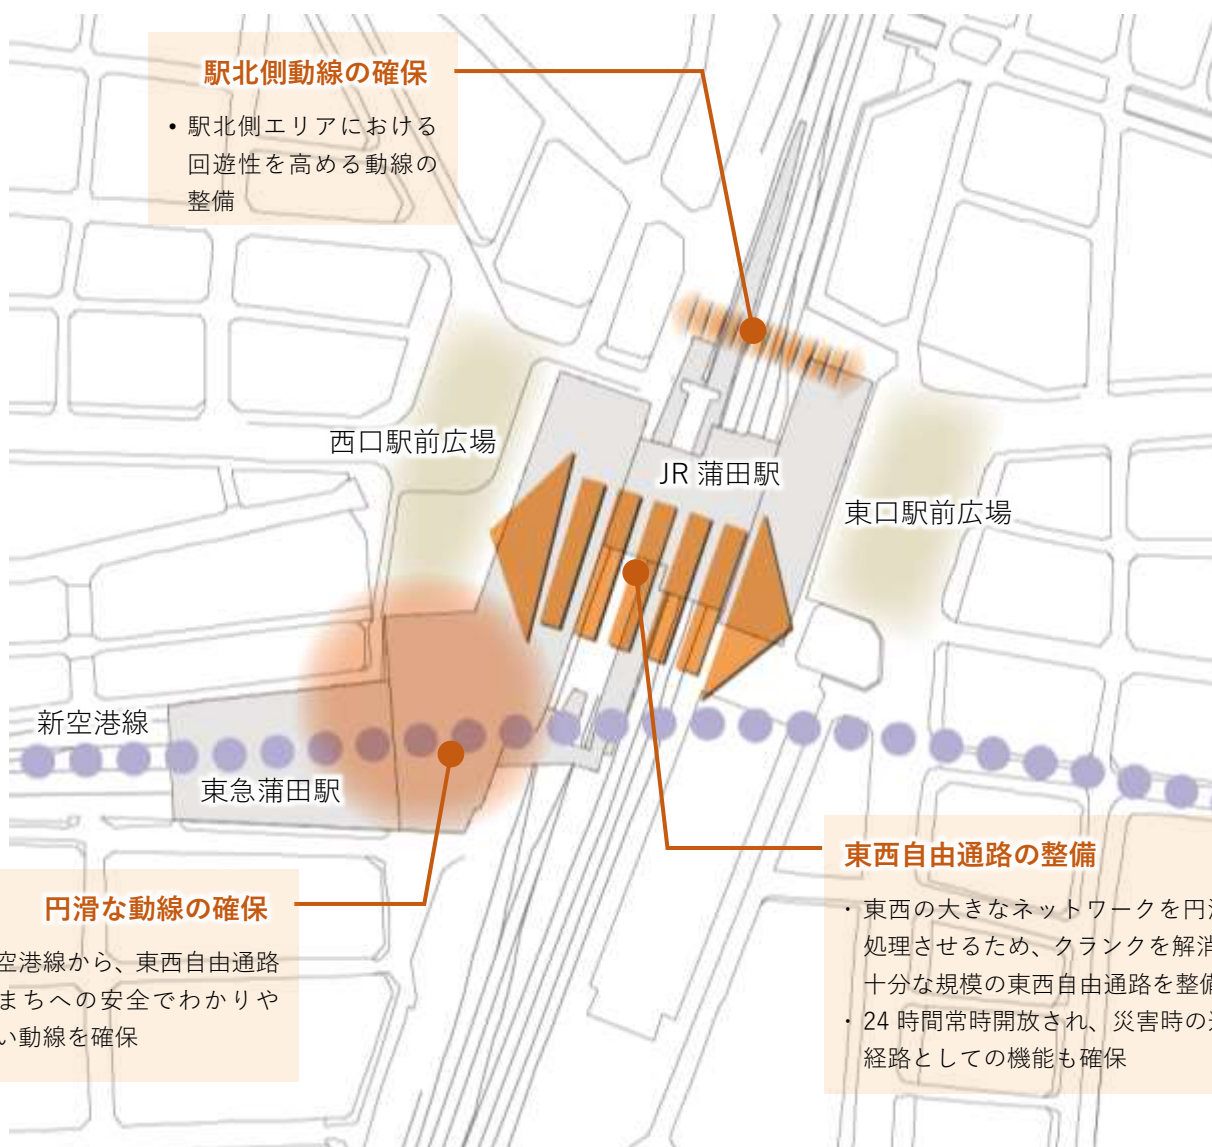 駅北側動線の確保
• 駅北側エリアにおける
回遊性を高める動線の
整備
西口駅前広場
JR 蒲田駅
東口駅前広場
新空港線
東急蒲田駅
円滑な動線の確保
空港線から、東西自由通路
まちへの安全でわかりや
い動線を確保
東西自由通路の整備
・東西の大きなネットワークを円
処理させるため、クランクを解消
十分な規模の東西自由通路を整
・24 時間常時開放され、災害時の
経路としての機能も確保